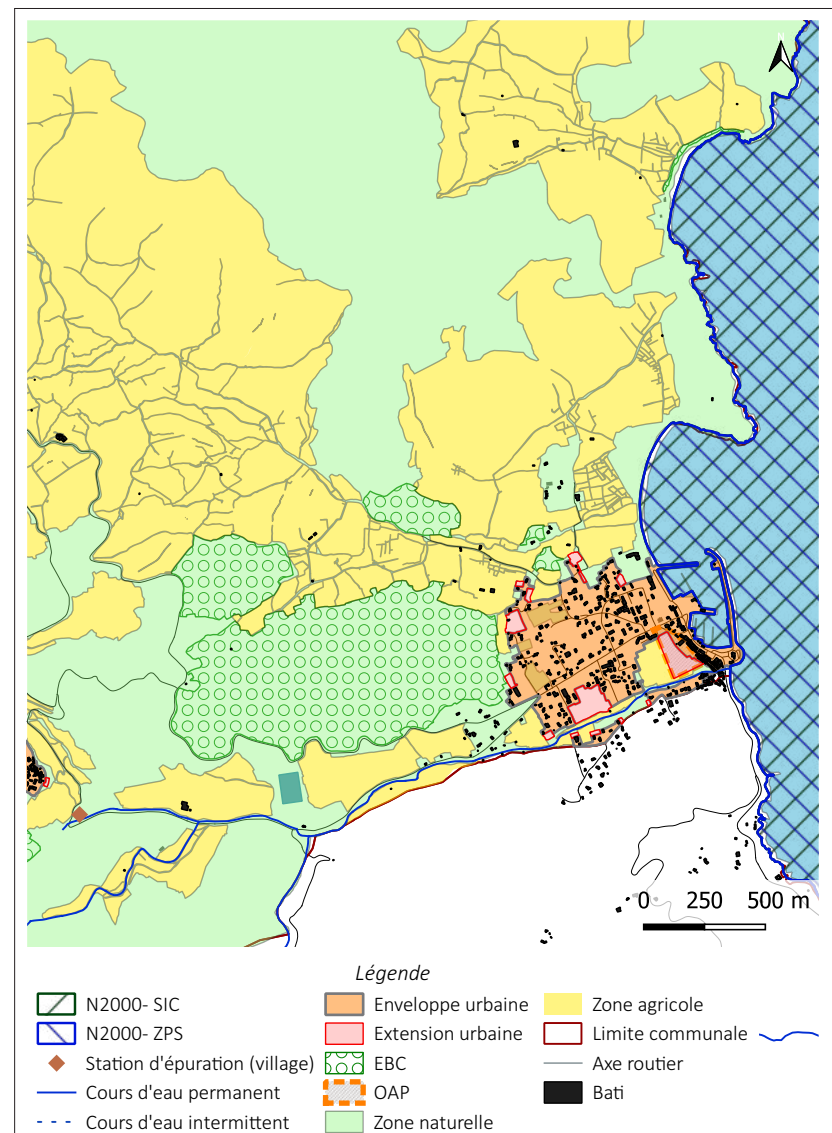 N
0 250 500 m
Légende
N2000- SIC
N2000- ZPS
Station d'épuration (village)
Cours d'eau permanent
Cours d'eau intermittent
Enveloppe urbaine
Extension urbaine
EBC
OAP
Zone naturelle
Zone agricole
Limite communale
Axe routier
Bati